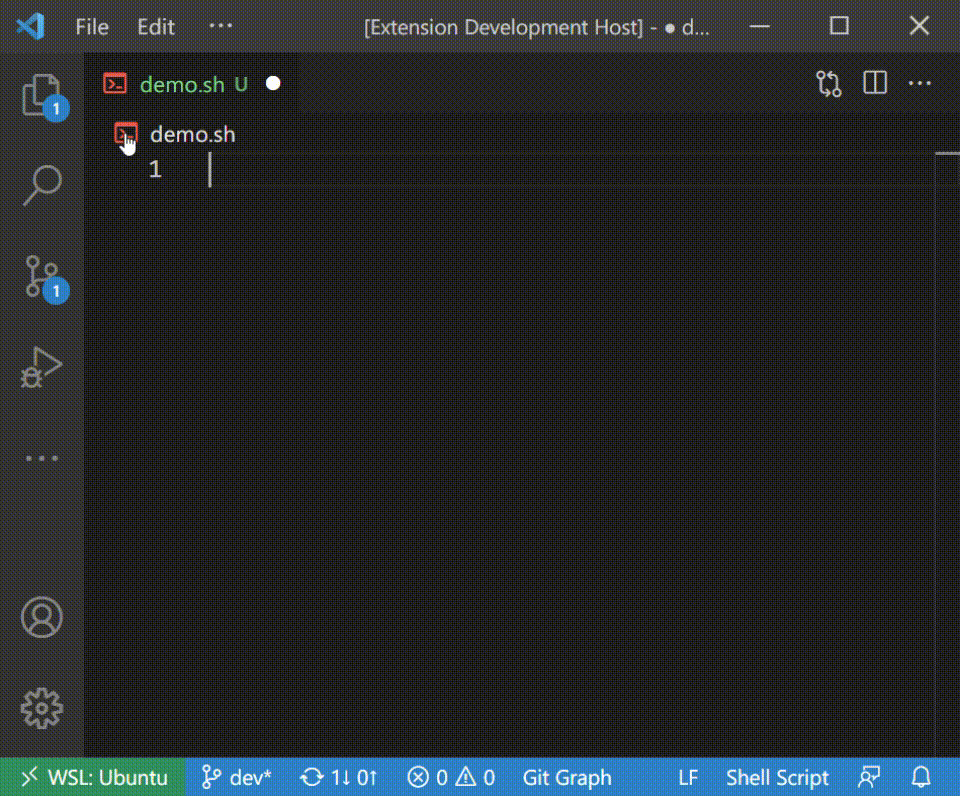 File Edit ··· [Extension Development Host] - ● d...
demo.sh U ●
1
demo.sh
1
1
WSL: Ubuntu dev* 1↓ 0↑ 0 0 Git Graph LF Shell Script